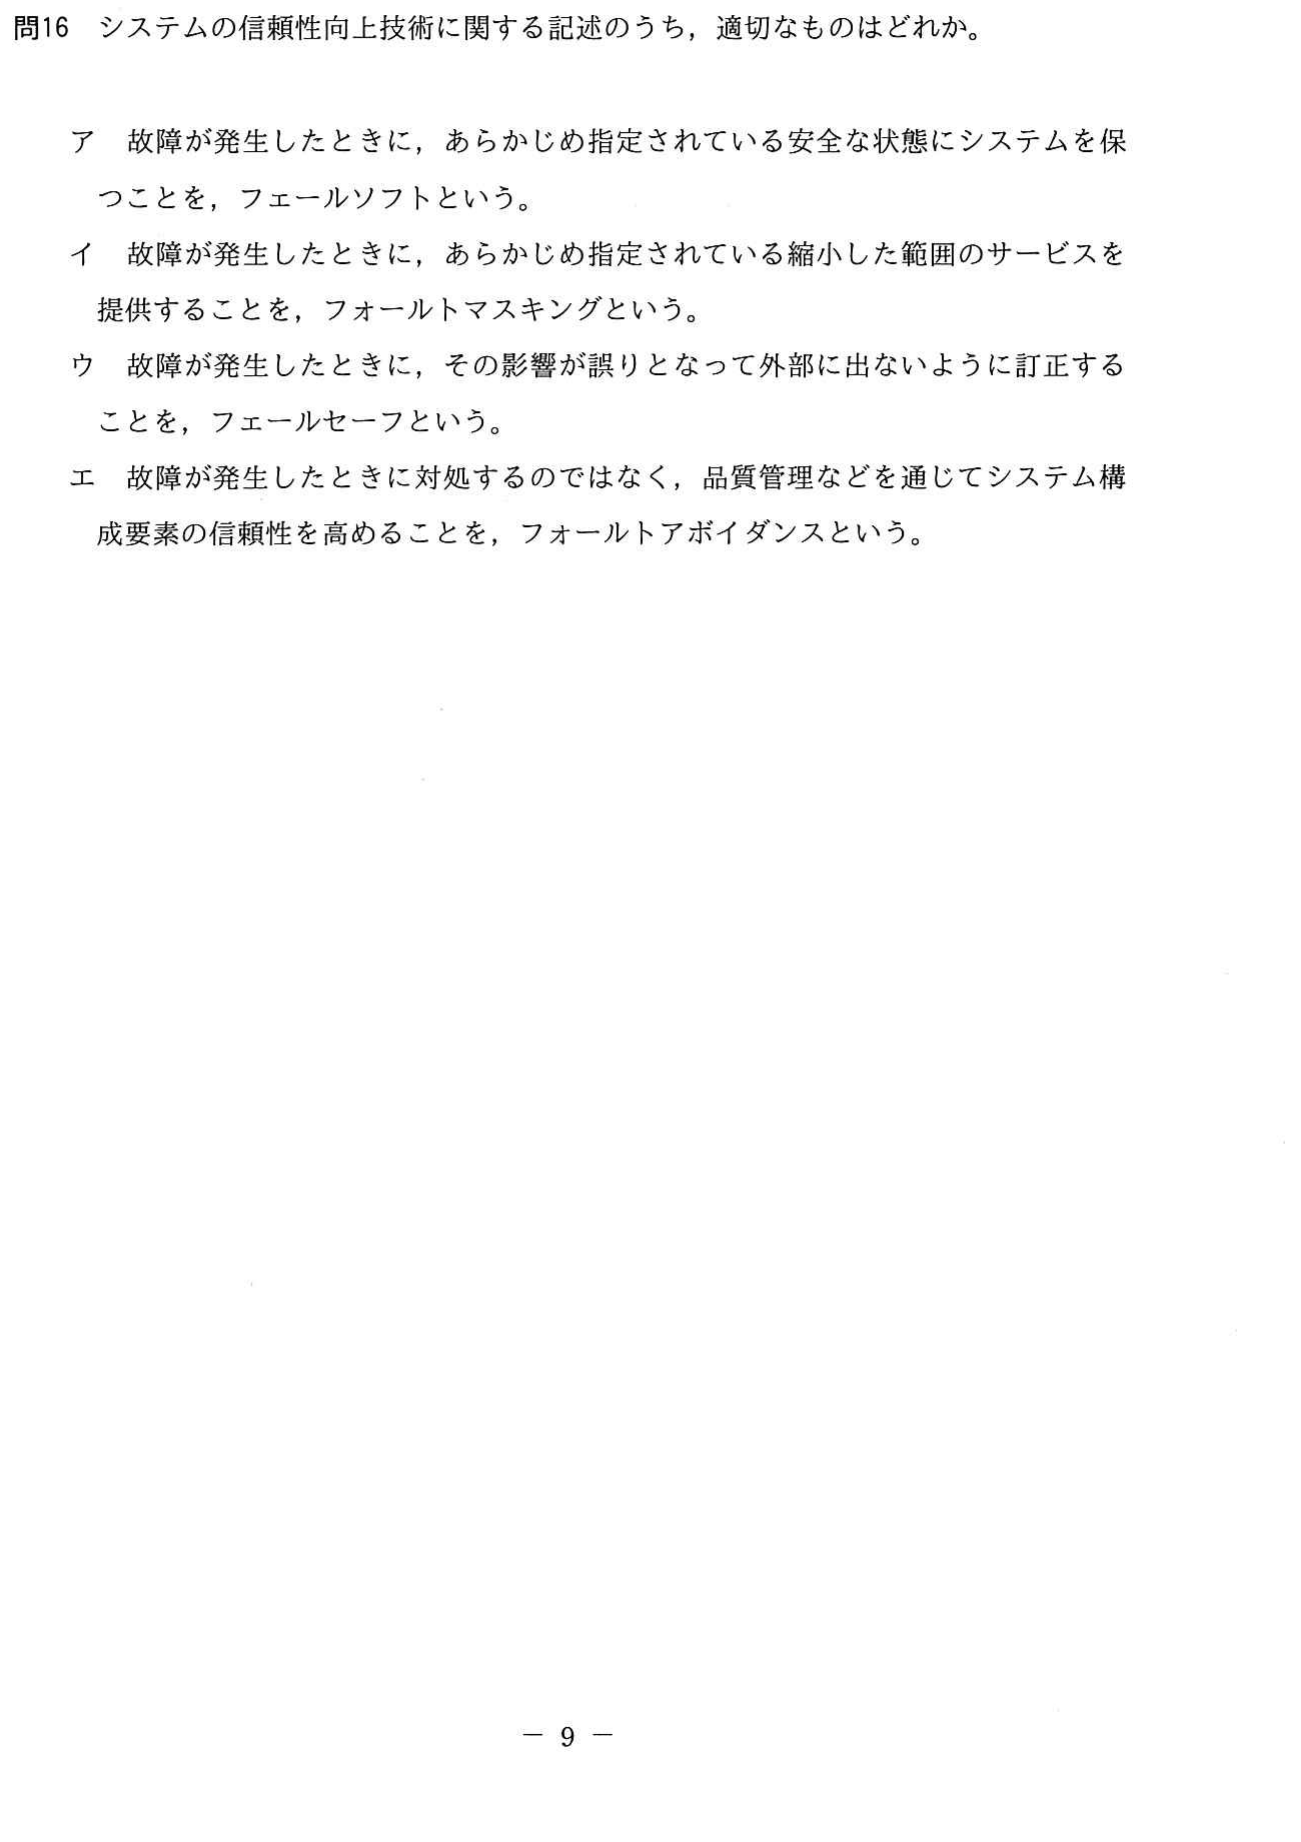 問16　システムの信頼性向上技術に関する記述のうち，適切なものはどれか。
ア　故障が発生したときに，あらかじめ指定されている安全な状態にシステムを保
つことを，フェールソフトという。
イ　故障が発生したときに，あらかじめ指定されている縮小した範囲のサービスを
提供することを，フォールトマスキングという。
ウ　故障が発生したときに，その影響が誤りとなって外部に出ないように訂正する
ことを，フェールセーフという。
エ　故障が発生したときに対処するのではなく，品質管理などを通じてシステム構
成要素の信頼性を高めることを，フォールトアボイダンスという。
－ 9 －